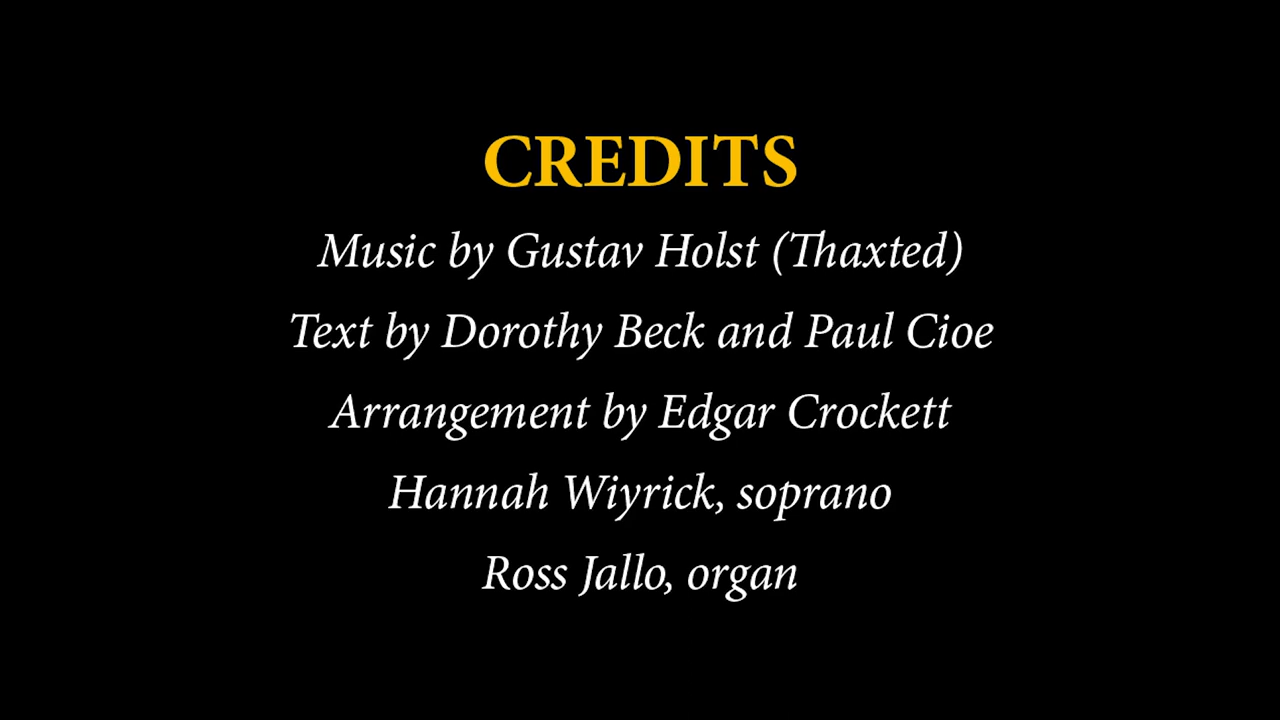 CREDITS
Music by Gustav Holst (Thaxted)
Text by Dorothy Beck and Paul Cioe
Arrangement by Edgar Crockett
Hannah Wiyrick, soprano
Ross Jallo, organ